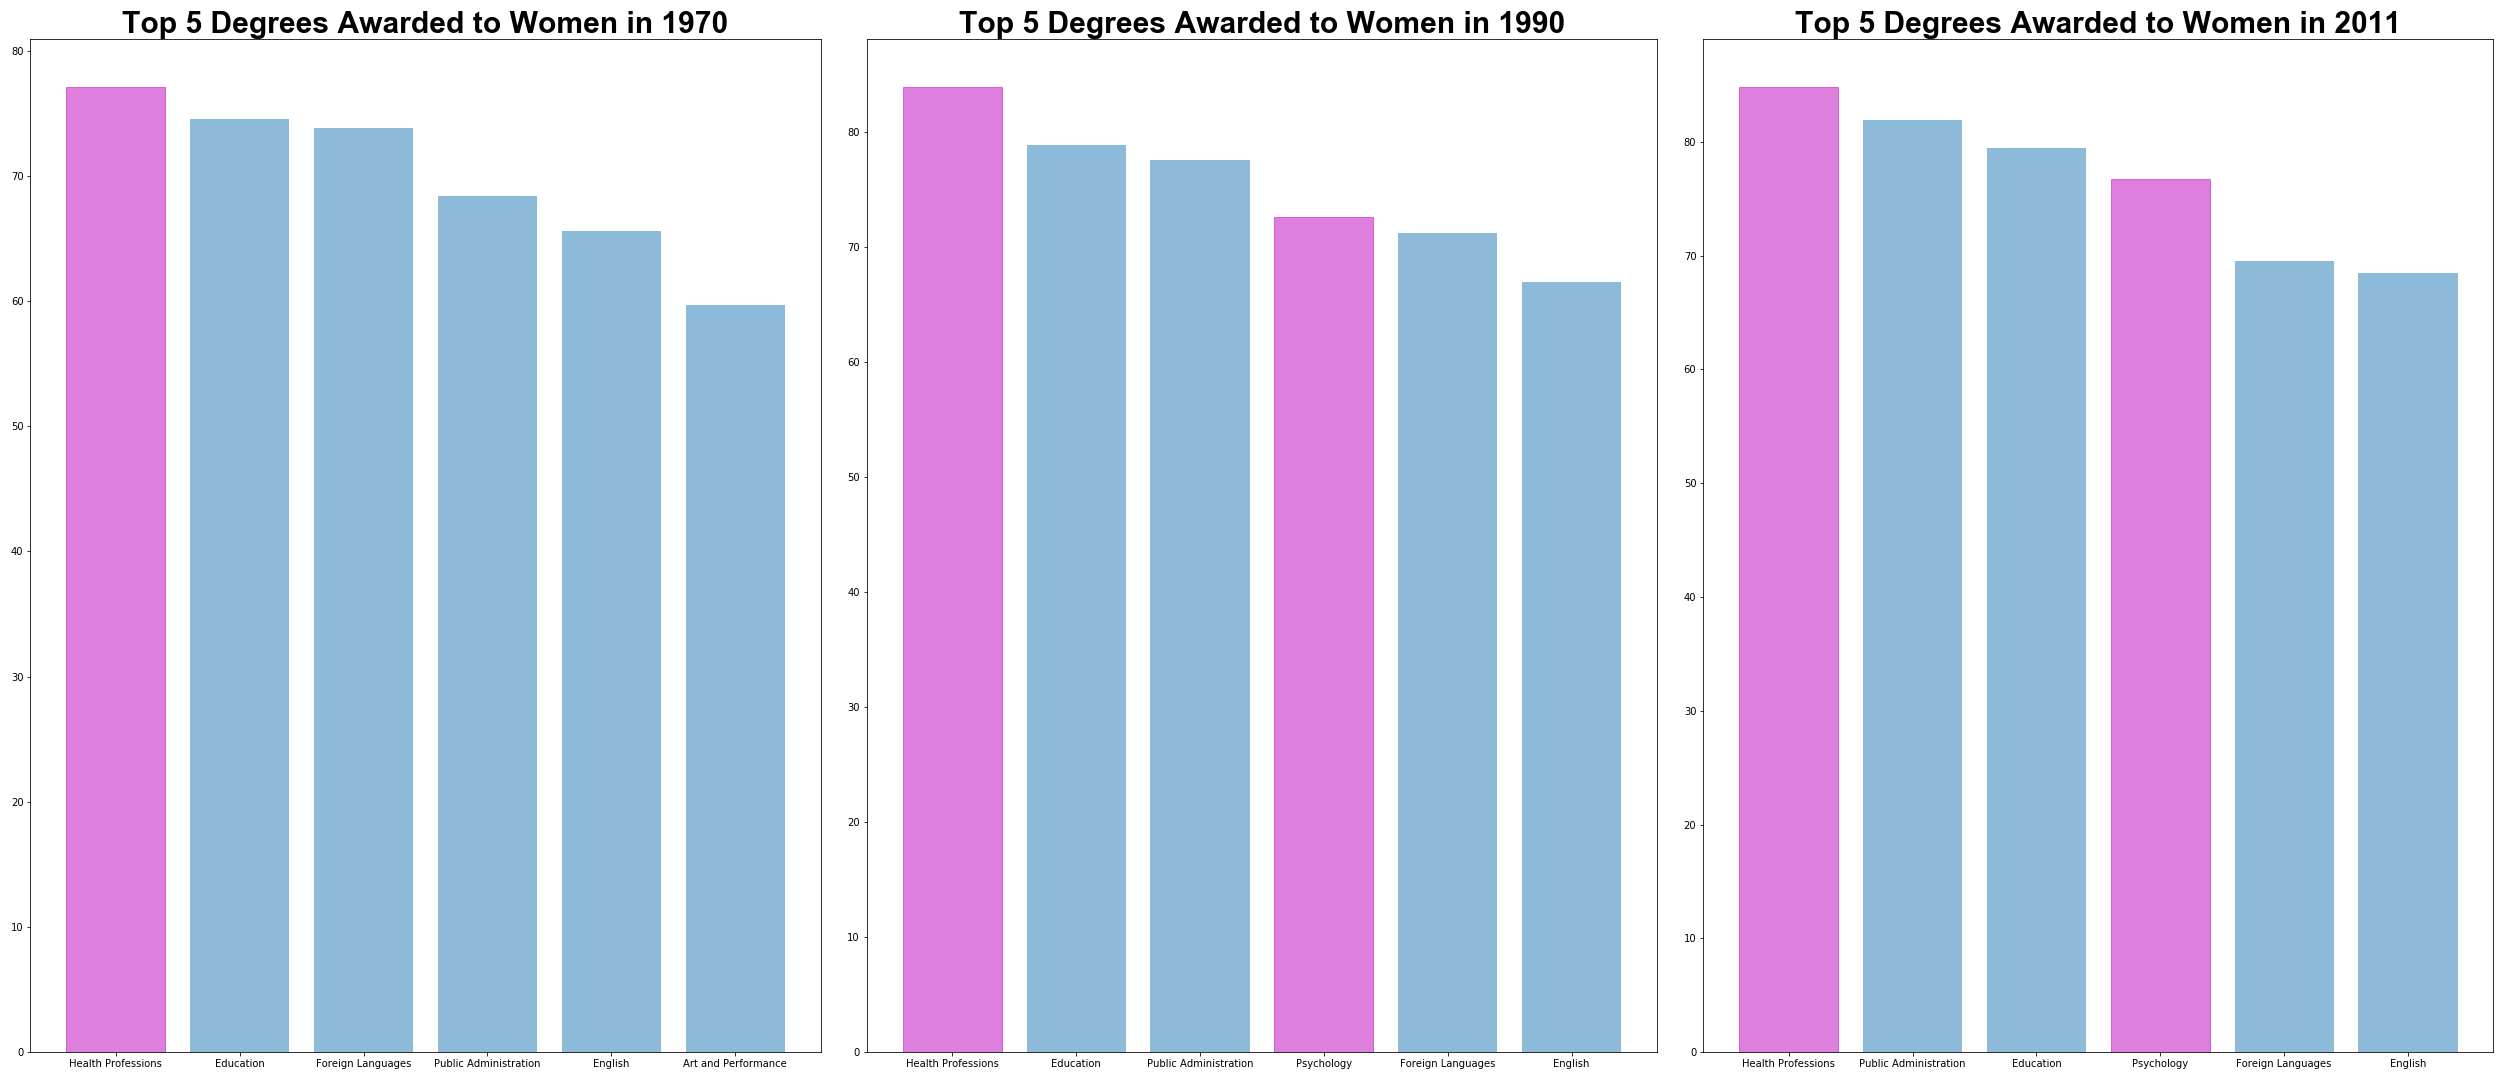 Top 5 Degrees Awarded to Women in 1970
80
70
60
50
40
30
20
10
0
Health Professions
Education
Foreign Languages
Public Administration
English
Art and Performance
Top 5 Degrees Awarded to Women in 1990
80
70
60
50
40
30
20
10
0
Health Professions
Education
Public Administration
Psychology
Foreign Languages
English
Top 5 Degrees Awarded to Women in 2011
80
70
60
50
40
30
20
10
0
Health Professions
Public Administration
Education
Psychology
Foreign Languages
English